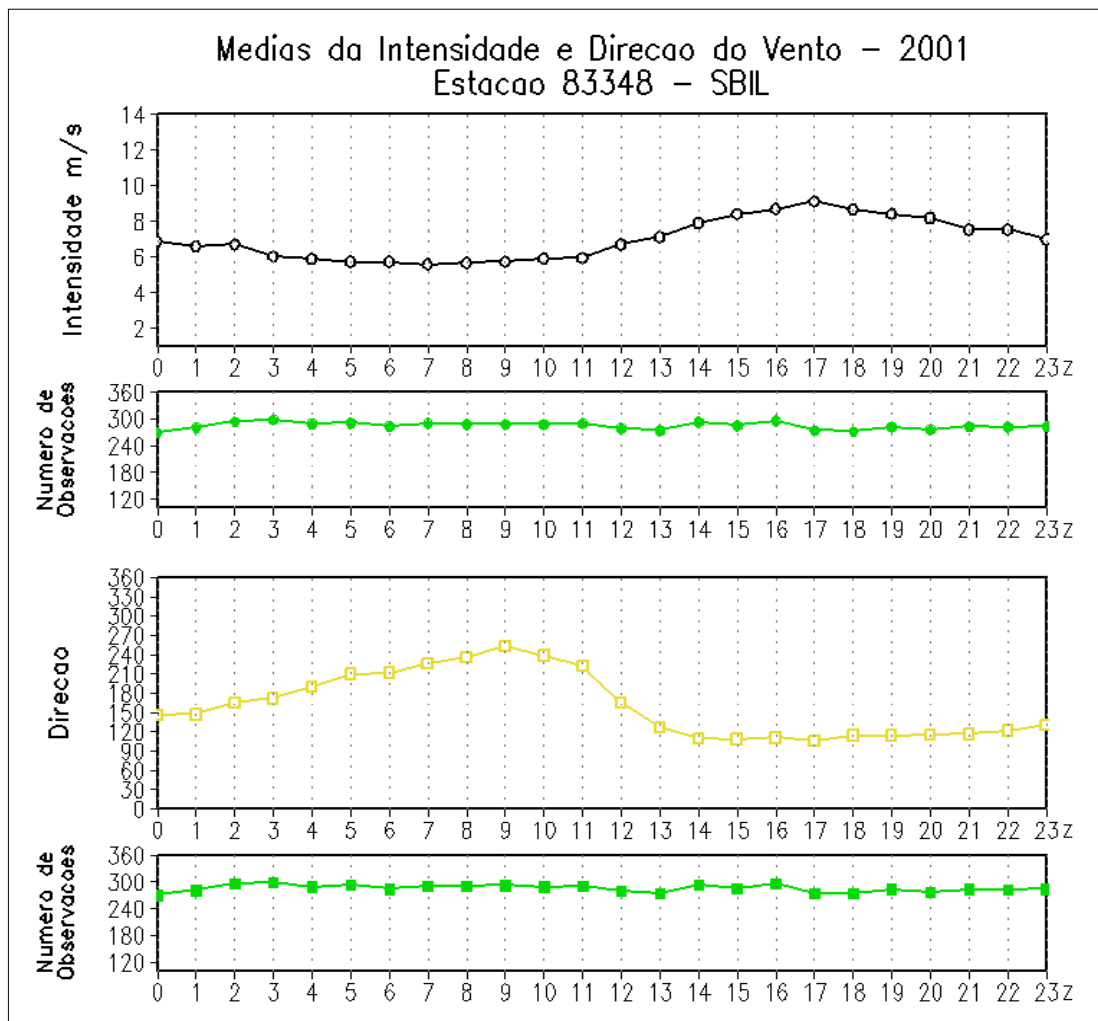 Medias da Intensidade e Direcao do Vento – 2001
Estacao 83348 – SBIL
Intensidade m/s
14
12
10
8
6
4
2
0 1 2 3 4 5 6 7 8 9 10 11 12 13 14 15 16 17 18 19 20 21 22 23z
Numero de
Observacoes
360
300
240
180
120
0 1 2 3 4 5 6 7 8 9 10 11 12 13 14 15 16 17 18 19 20 21 22 23z
Direcao
360
330
300
270
240
210
180
150
120
90
60
30
0
0 1 2 3 4 5 6 7 8 9 10 11 12 13 14 15 16 17 18 19 20 21 22 23z
Numero de
Observacoes
360
300
240
180
120
0 1 2 3 4 5 6 7 8 9 10 11 12 13 14 15 16 17 18 19 20 21 22 23z